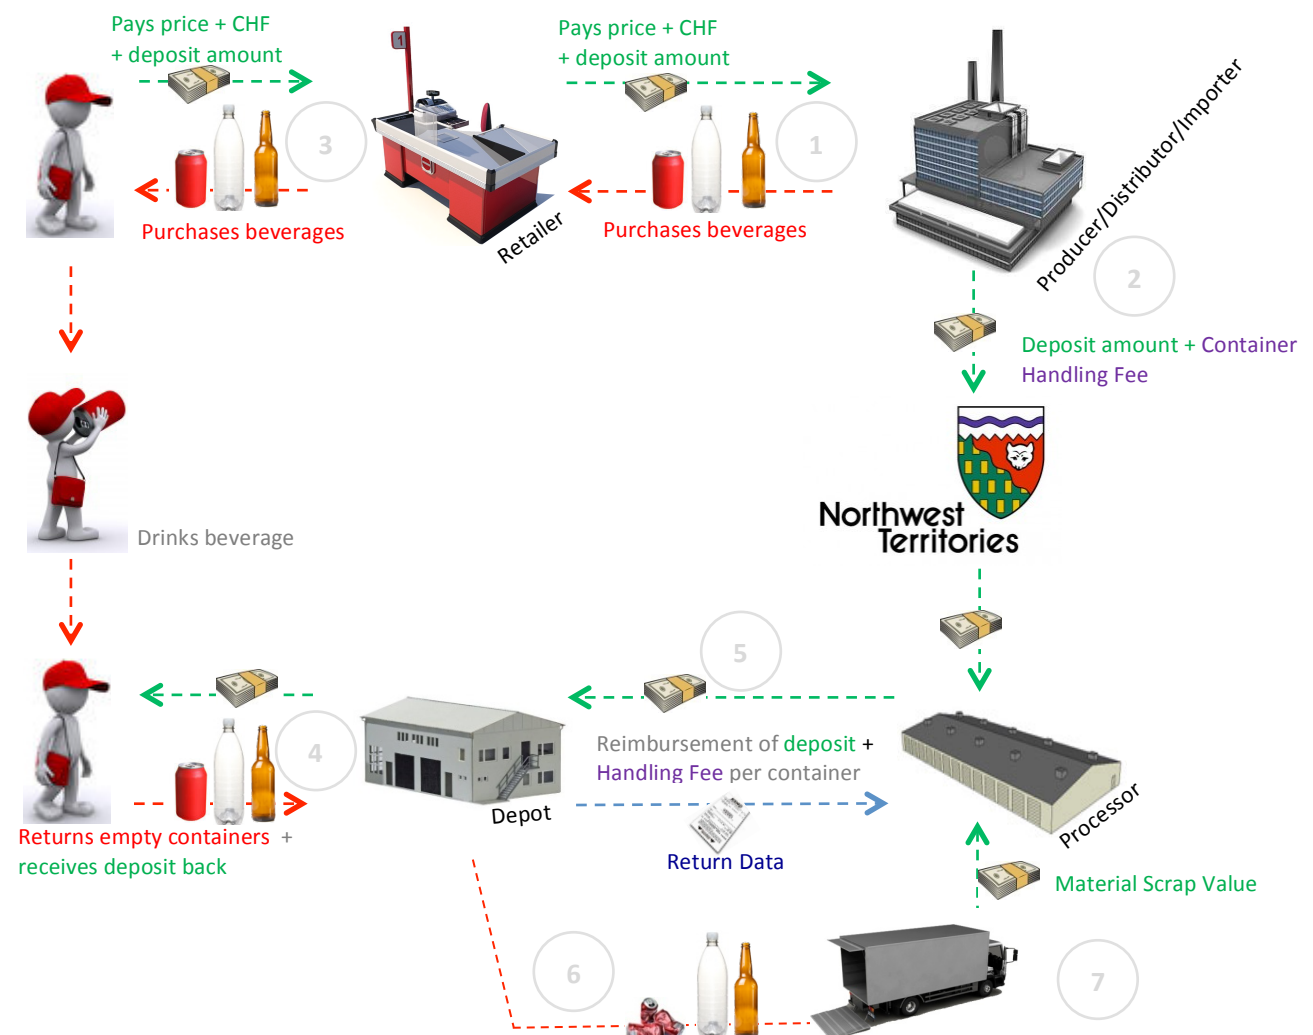 Pays price + CHF
+ deposit amount
Pays price + CHF
+ deposit amount
1
3
1
Purchases beverages
Retailer
Purchases beverages
Producer/Distributor/Importer
2
Deposit amount + Container
Handling Fee
Northwest
Territories
Drinks beverage
5
4
Reimbursement of deposit +
Handling Fee per container
Depot
Processor
Returns empty containers +
receives deposit back
Return Data
Material Scrap Value
6
7